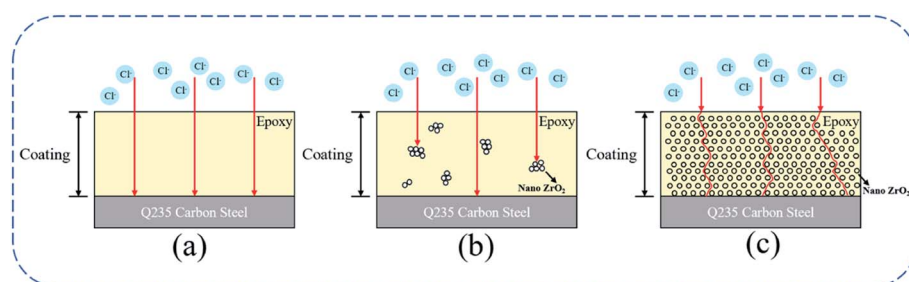 Cl⁻ Cl⁻ Cl⁻ Cl⁻ Cl⁻ Cl⁻ Cl⁻
Epoxy
Coating
Q235 Carbon Steel
(a)
Cl⁻ Cl⁻ Cl⁻ Cl⁻ Cl⁻ Cl⁻ Cl⁻
Epoxy
Coating
Nano ZrO₂
Q235 Carbon Steel
(b)
Cl⁻ Cl⁻ Cl⁻ Cl⁻ Cl⁻ Cl⁻ Cl⁻
Epoxy
Coating
Nano ZrO₂
Q235 Carbon Steel
(c)